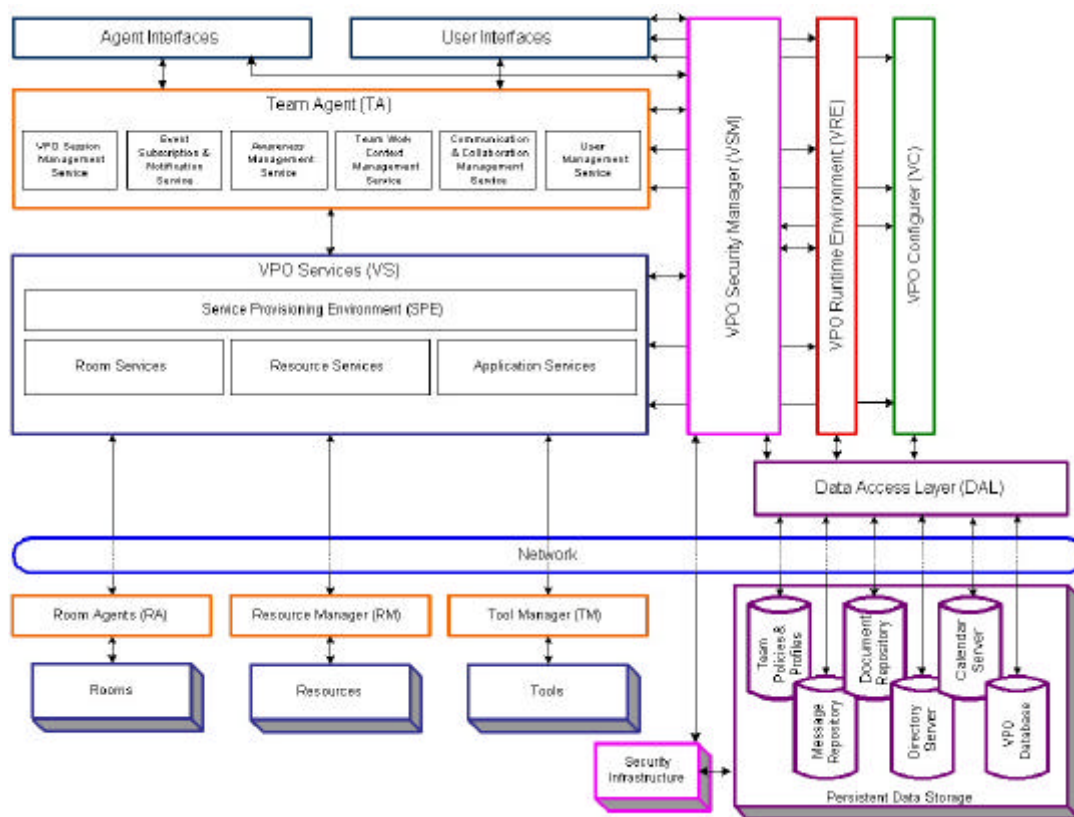 Agent Interfaces
User Interfaces
Team Agent (TA)
VPO Session
Management
Service
Event
Subscription &
Notification
Service
Awareness
Management
Service
Team Work
Context
Management
Service
Communication
& Collaboration
Management
Service
User
Management
Service
VPO Services (VS)
Service Provisioning Environment (SPE)
Room Services
Resource Services
Application Services
VPO Security Manager (VSM)
VPO Runtime Environment (VRE)
VPO Configurer (VC)
Data Access Layer (DAL)
Network
Room Agents (RA)
Resource Manager (RM)
Tool Manager (TM)
Rooms
Resources
Tools
Security
Infrastructure
Team
Policies &
Profiles
Message
Repository
Document
Repository
Directory
Server
Calendar
Server
VPO
Database
Persistent Data Storage